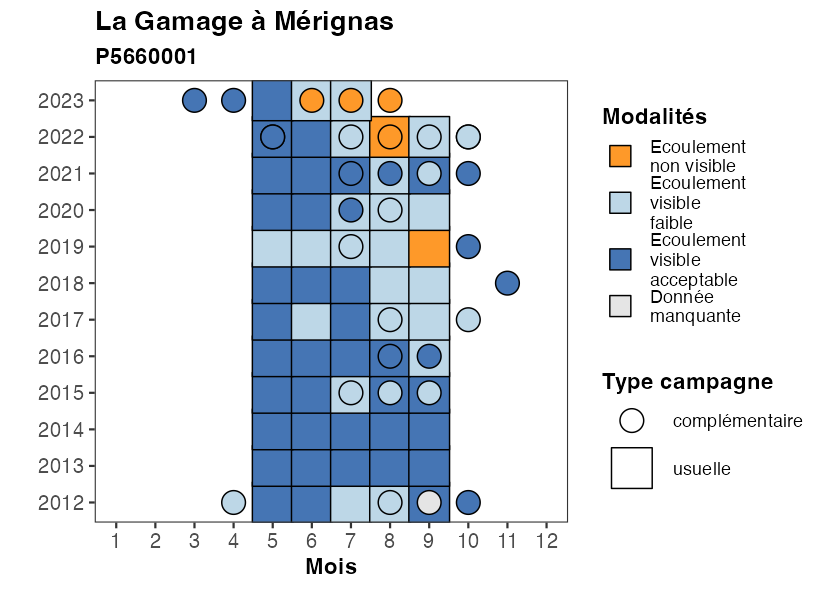 La Gamage à Mérignas
P5660001
2023
2022
2021
2020
2019
2018
2017
2016
2015
2014
2013
2012
1 2 3 4 5 6 7 8 9 10 11 12
Mois
Modalités
Ecoulement
non visible
Ecoulement
visible
faible
Ecoulement
visible
acceptable
Donnée
manquante
Type campagne
complémentaire
usuelle